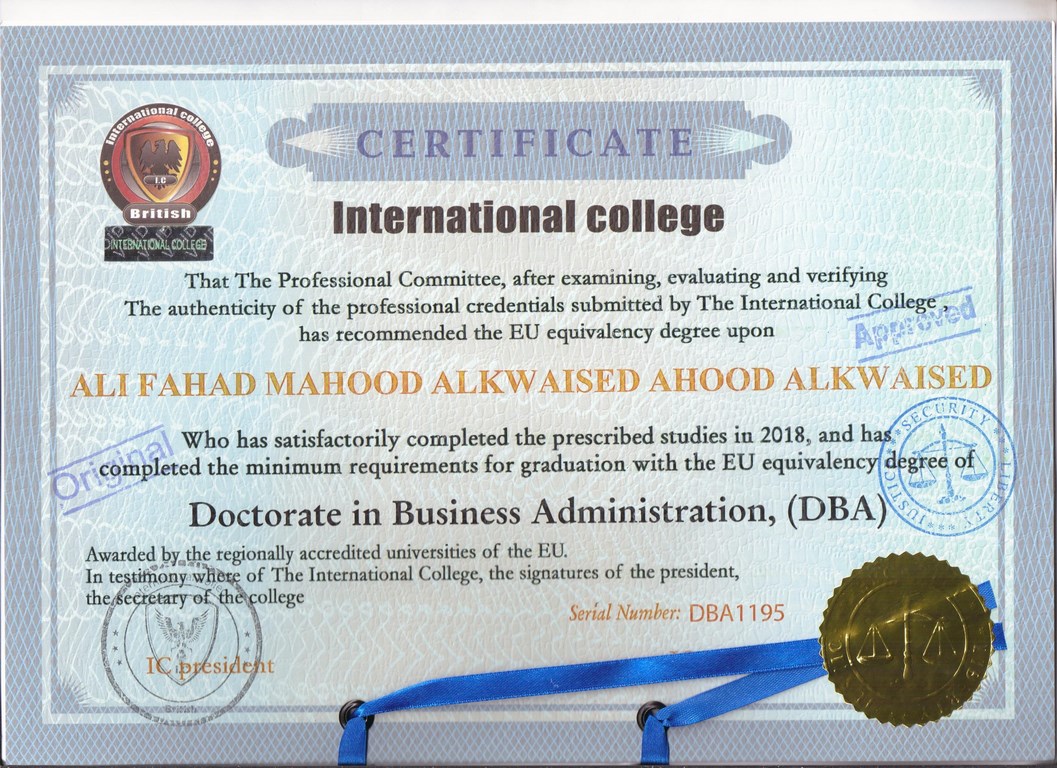 International college
I.C
British
INTERNATIONAL COLLEGE
CERTIFICATE
International college
That The Professional Committee, after examining, evaluating and verifying
The authenticity of the professional credentials submitted by The International College ,
has recommended the EU equivalency degree upon
Approved
ALI FAHAD MAHOOD ALKWAISED AHOOD ALKWAISED
Original
Who has satisfactorily completed the prescribed studies in 2018, and has
completed the minimum requirements for graduation with the EU equivalency degree of
SECURITY
LIBERTY
JUSTICE
Doctorate in Business Administration, (DBA)
Awarded by the regionally accredited universities of the EU.
In testimony where of The International College, the signatures of the president,
the secretary of the college
Serial Number: DBA1195
IC president
British